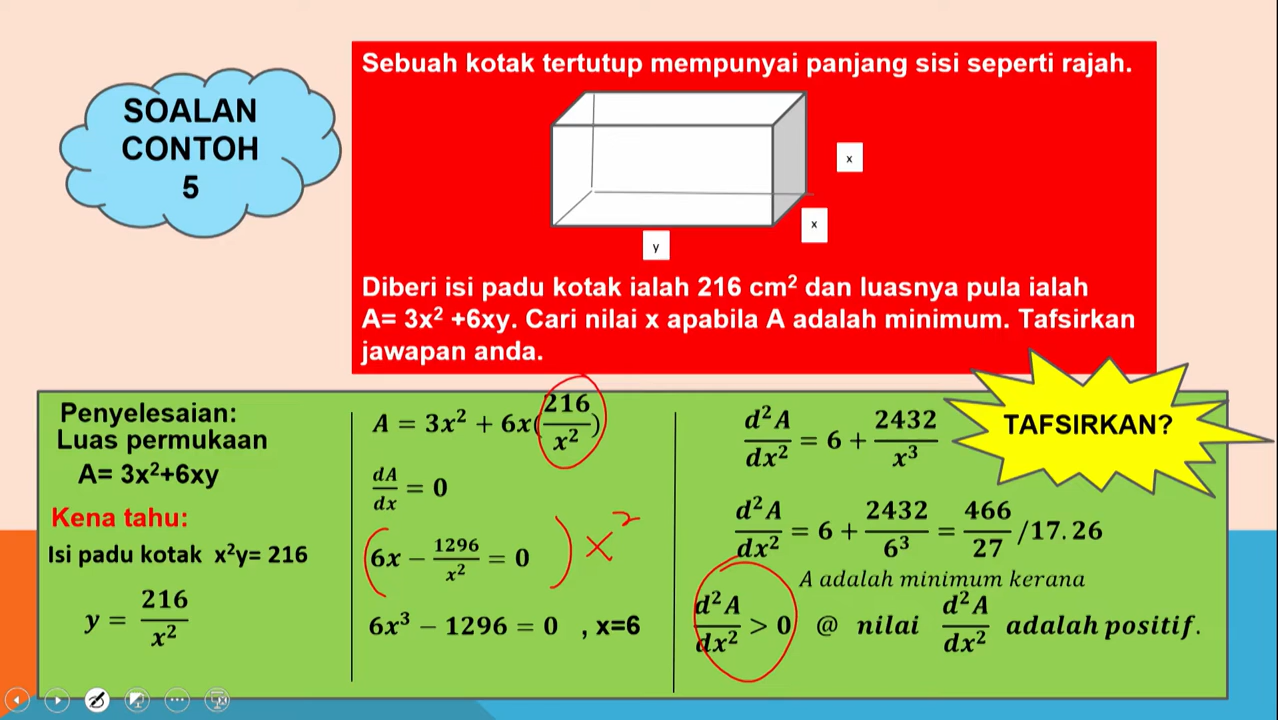 SOALAN
CONTOH
5
Sebuah kotak tertutup mempunyai panjang sisi seperti rajah.
x
x
y
Diberi isi padu kotak ialah 216 cm² dan luasnya pula ialah
A= 3x² +6xy. Cari nilai x apabila A adalah minimum. Tafsirkan
jawapan anda.
TAFSIRKAN?
Penyelesaian:
Luas permukaan
A= 3x²+6xy
Kena tahu:
Isi padu kotak x²y= 216
y = 216/x²
A = 3x² + 6x(216/x²)
dA/dx = 0
(6x − 1296/x² = 0) x²
6x³ − 1296 = 0 , x=6
d²A/dx² = 6 + 2432/x³
d²A/dx² = 6 + 2432/6³ = 466/27 /17.26
A adalah minimum kerana
d²A/dx² > 0 @ nilai d²A/dx² adalah positif.